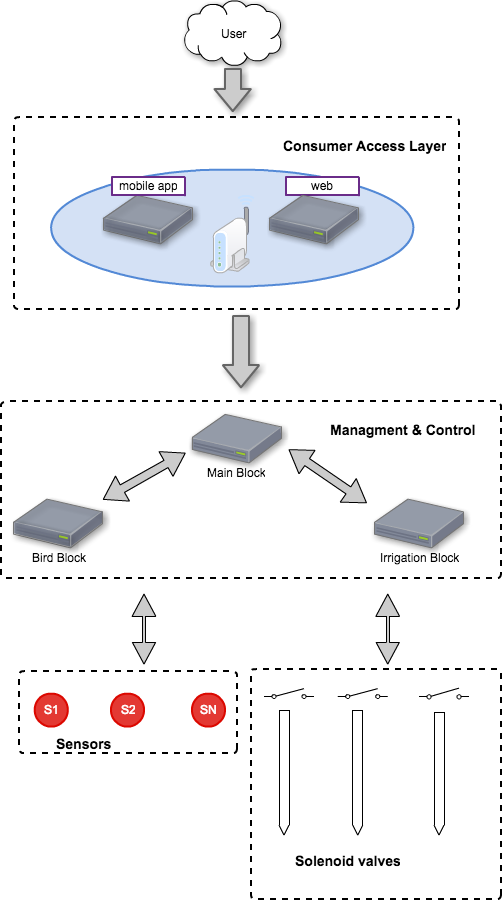 User
Consumer Access Layer
mobile app
web
Managment & Control
Main Block
Bird Block
Irrigation Block
S1
S2
SN
Sensors
Solenoid valves